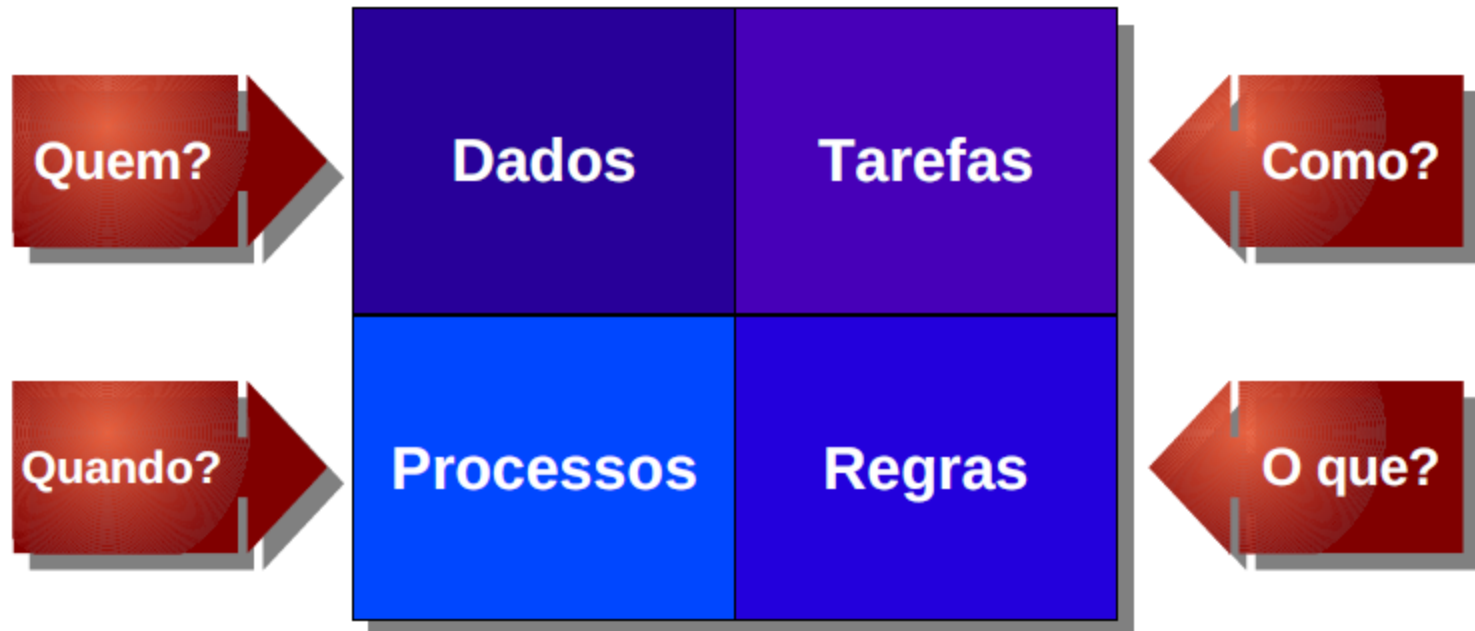 Quem?
Dados
Tarefas
Como?
Quando?
Processos
Regras
O que?